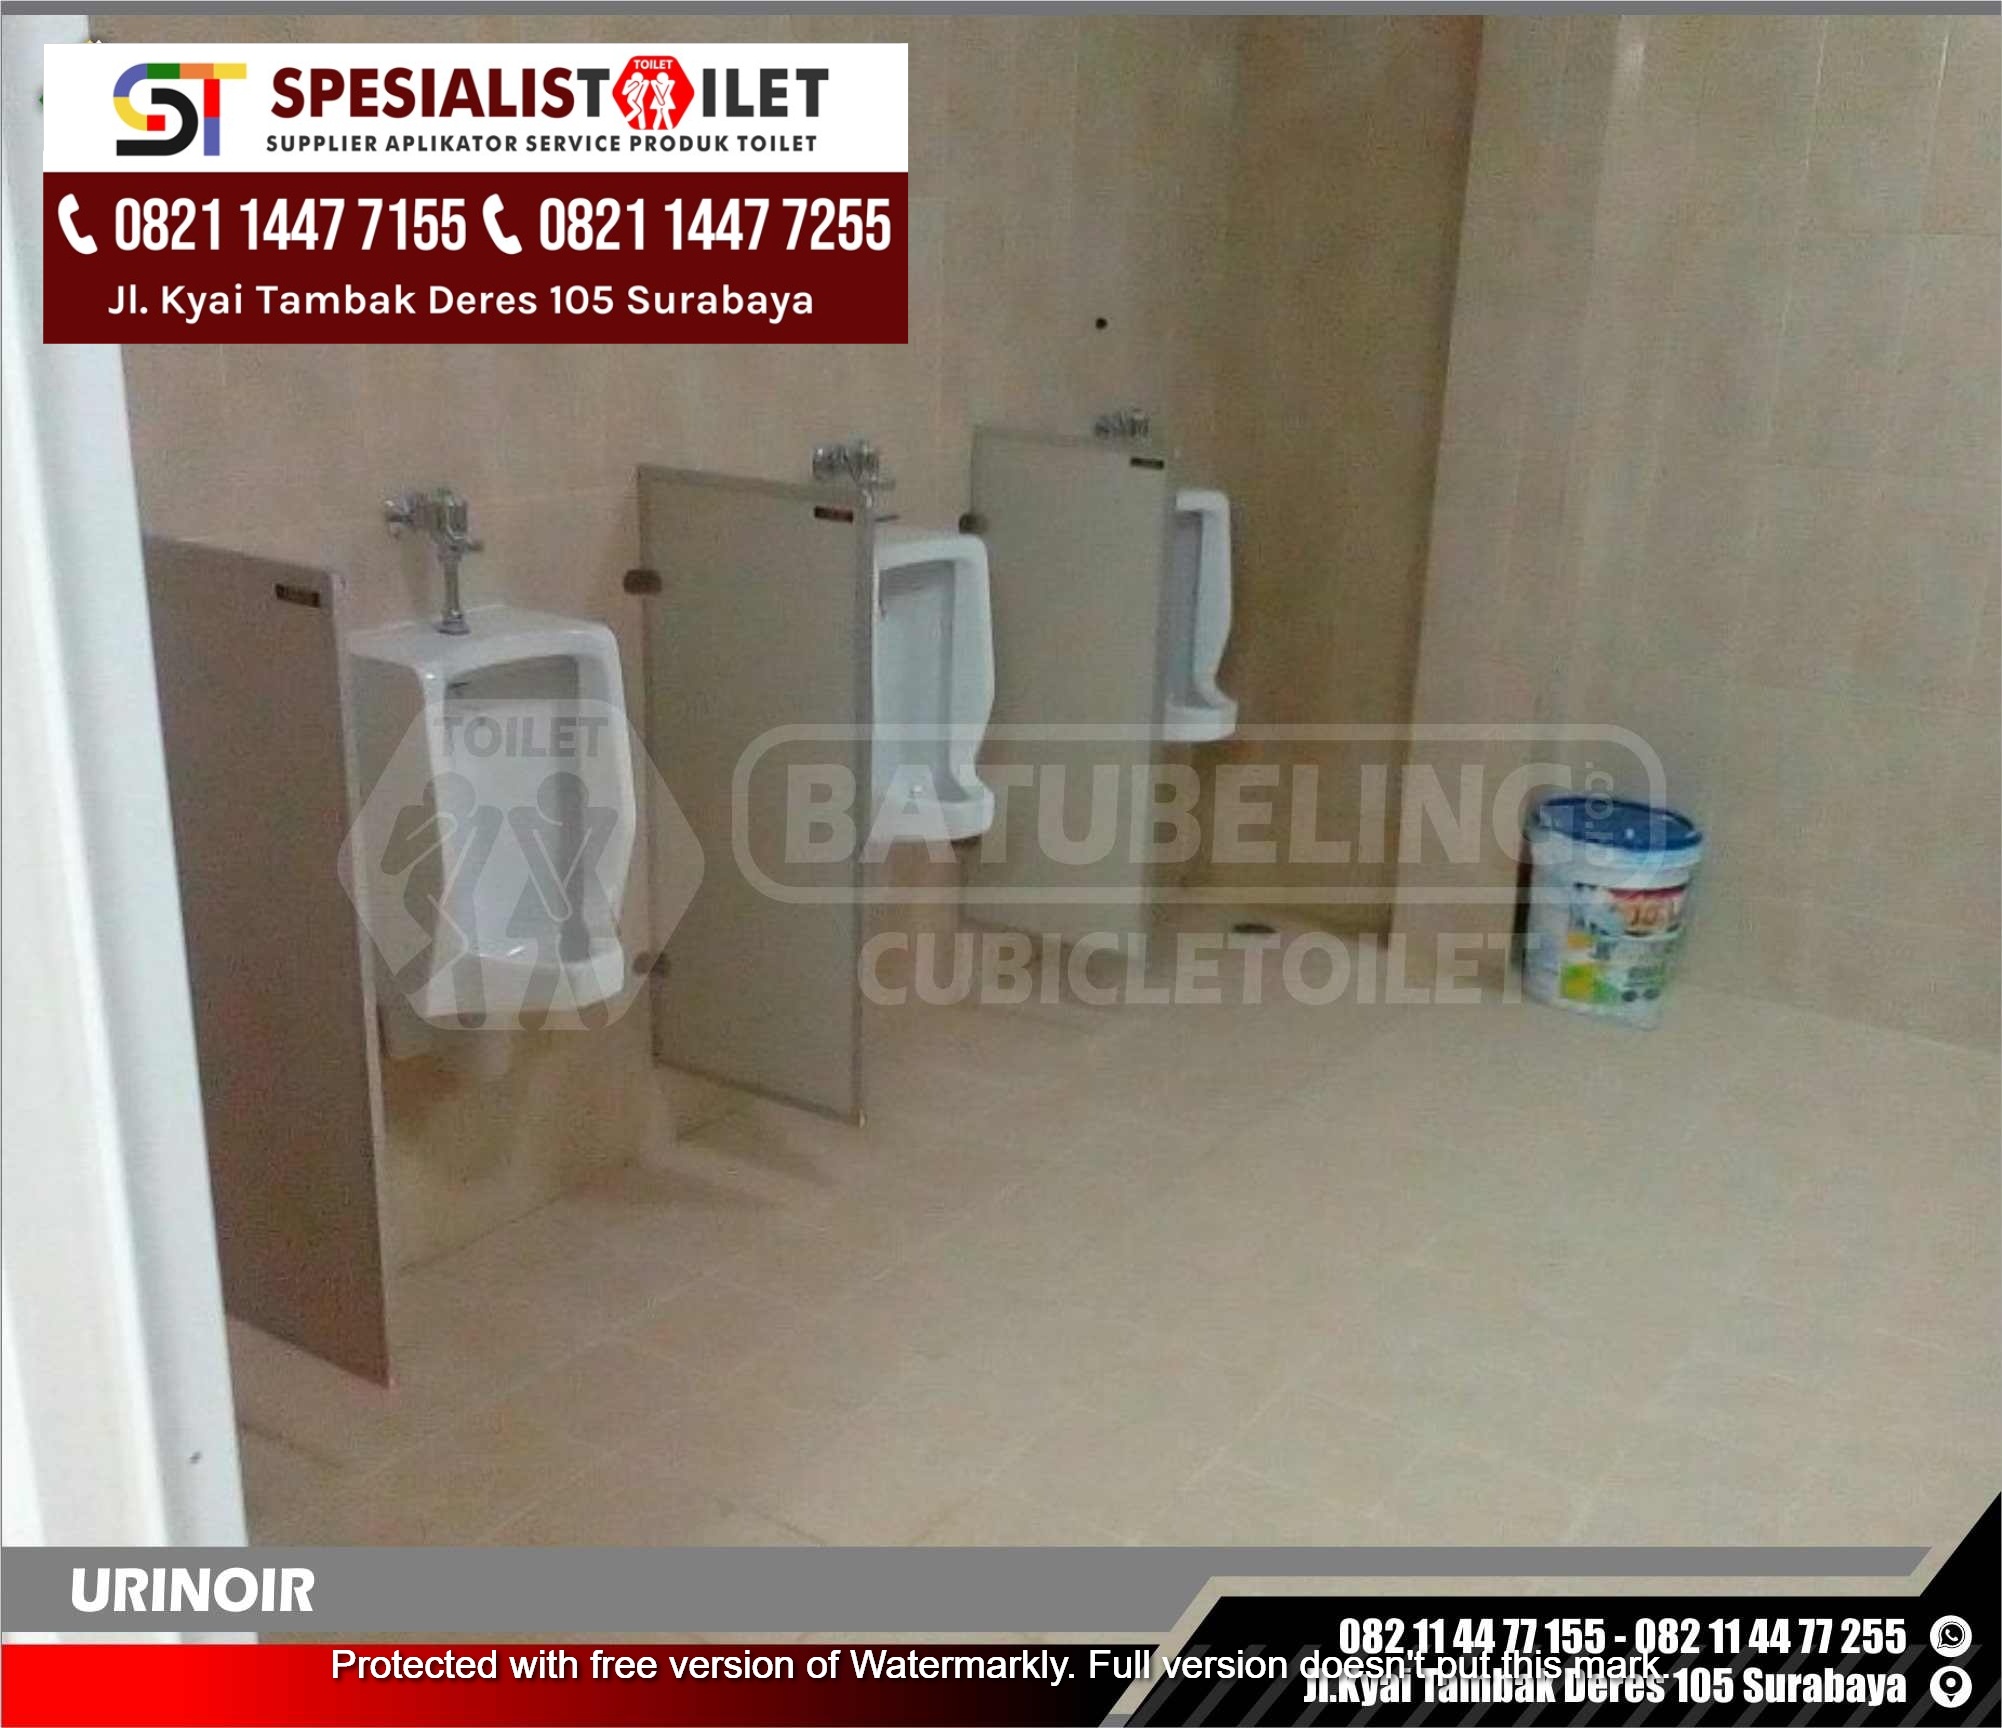 SPESIALISTOILET
TOILET
SUPPLIER APLIKATOR SERVICE PRODUK TOILET
0821 1447 7155 0821 1447 7255
Jl. Kyai Tambak Deres 105 Surabaya
TOILET
BATUBELING.COM
CUBICLETOILET
URINOIR
082 11 44 77 155 - 082 11 44 77 255
Protected with free version of Watermarkly. Full version doesn't put this mark.
Jl.Kyai Tambak Deres 105 Surabaya